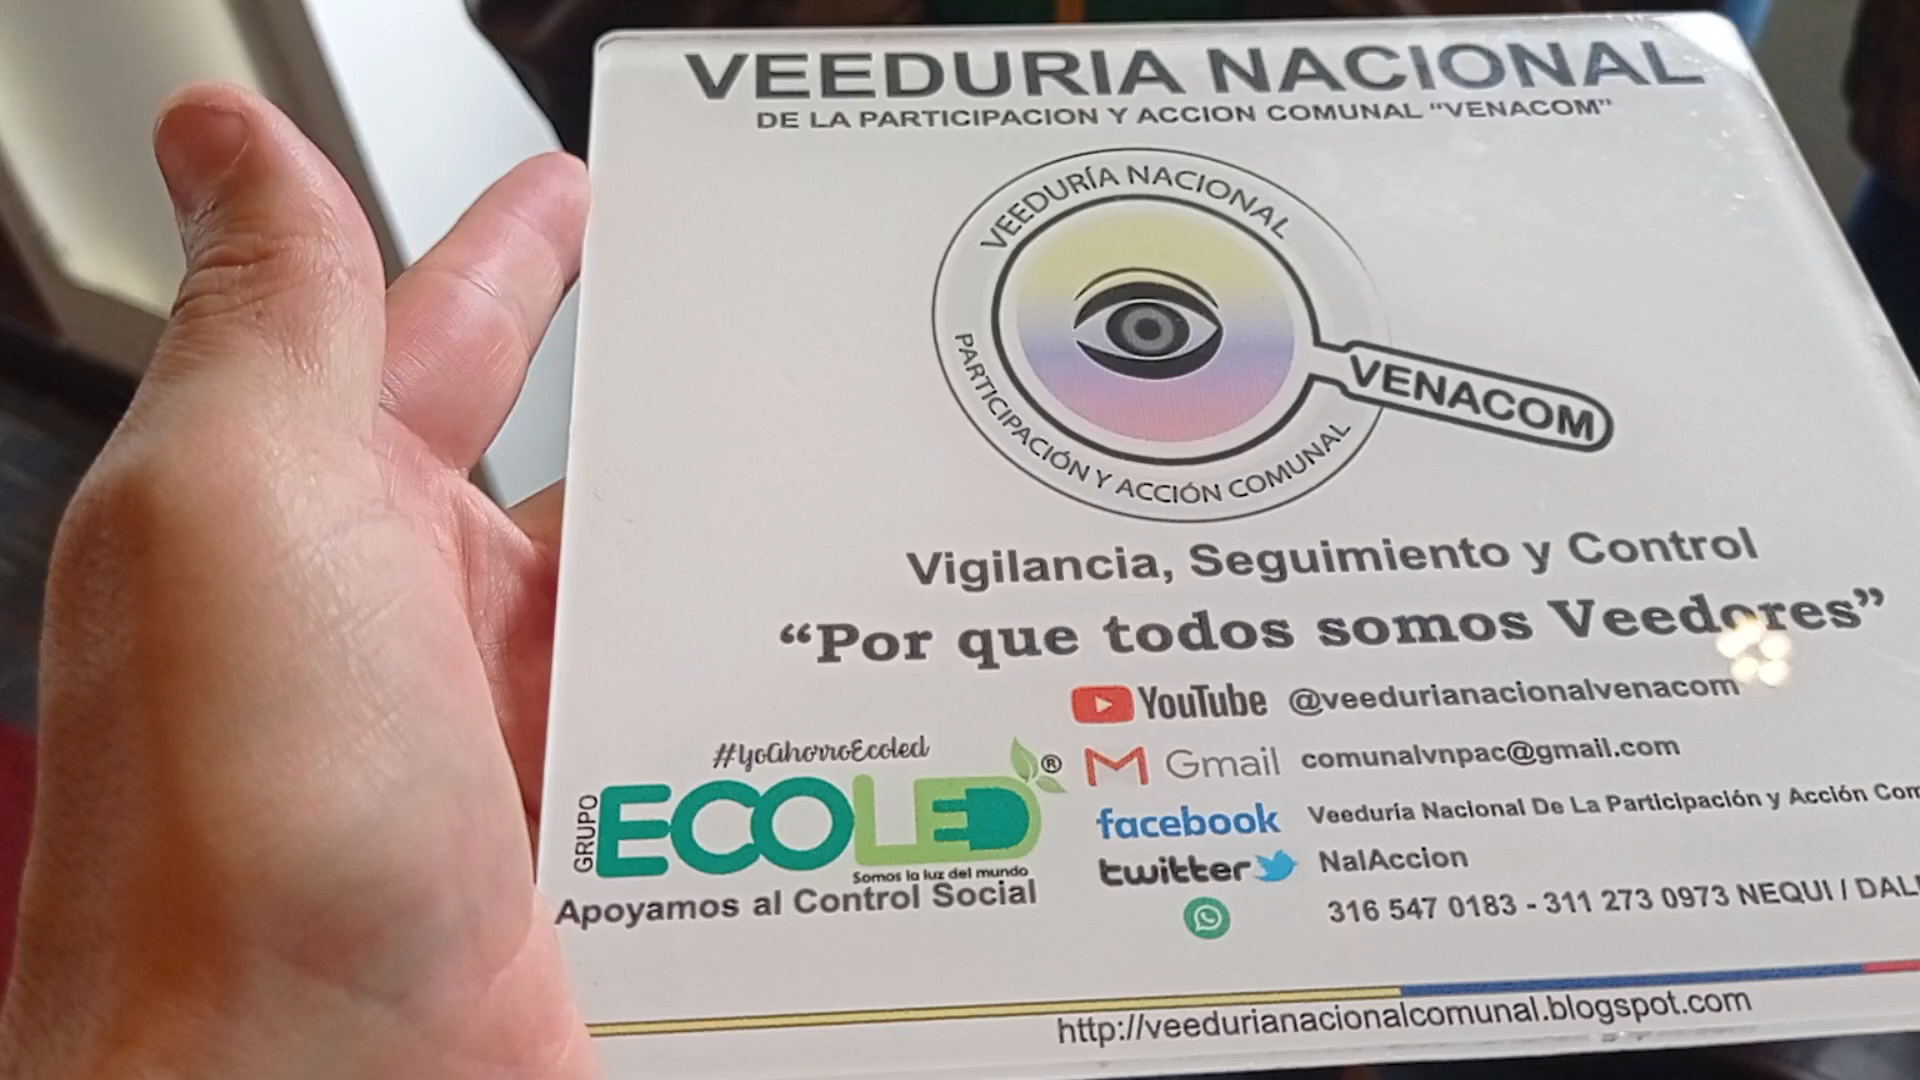 VEEDURIA NACIONAL
DE LA PARTICIPACION Y ACCION COMUNAL “VENACOM”
VEEDURÍA NACIONAL
PARTICIPACIÓN Y ACCIÓN COMUNAL
VENACOM
Vigilancia, Seguimiento y Control
“Por que todos somos Veedores”
YouTube @veedurianacionalvenacom
Gmail comunalvnpac@gmail.com
facebook Veeduría Nacional De La Participación y Acción
twitter NalAccion
316 547 0183 - 311 273 0973 NEQUI /
#YoAhorroEcoled
GRUPO
ECOLED®
Somos la luz del mundo
Apoyamos al Control Social
http://veedurianacionalcomunal.blogspot.com